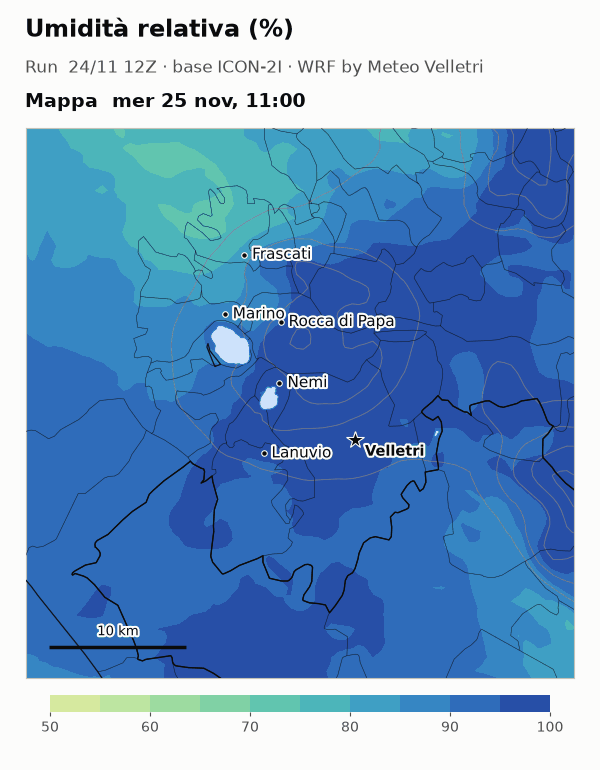 Umidità relativa (%)
Run  24/11 12Z · base ICON-2I · WRF by Meteo Velletri
Mappa  mer 25 nov, 11:00
Frascati
Marino
Rocca di Papa
Nemi
Lanuvio
Velletri
10 km
50 60 70 80 90 100